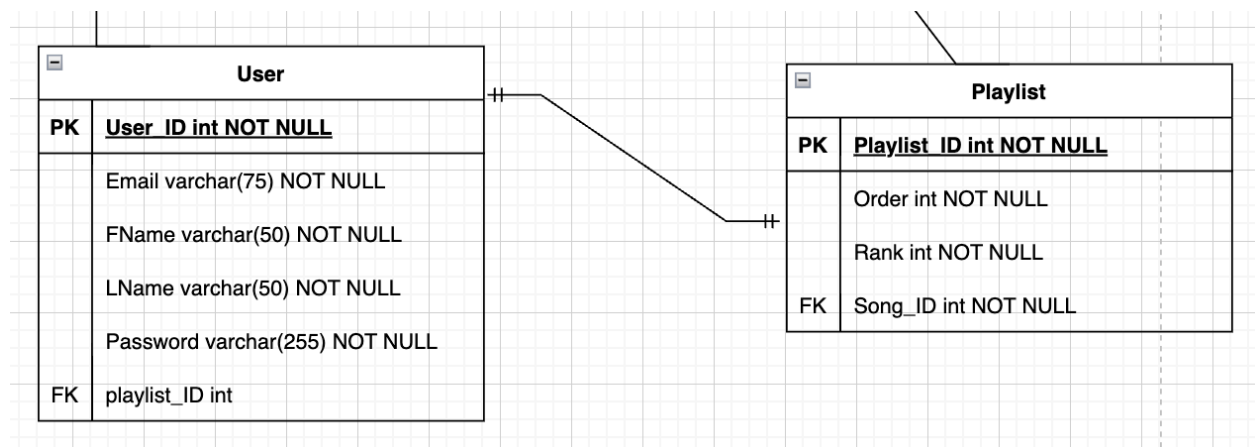 User
PK User_ID int NOT NULL
Email varchar(75) NOT NULL
FName varchar(50) NOT NULL
LName varchar(50) NOT NULL
Password varchar(255) NOT NULL
FK playlist_ID int
Playlist
PK Playlist_ID int NOT NULL
Order int NOT NULL
Rank int NOT NULL
FK Song_ID int NOT NULL